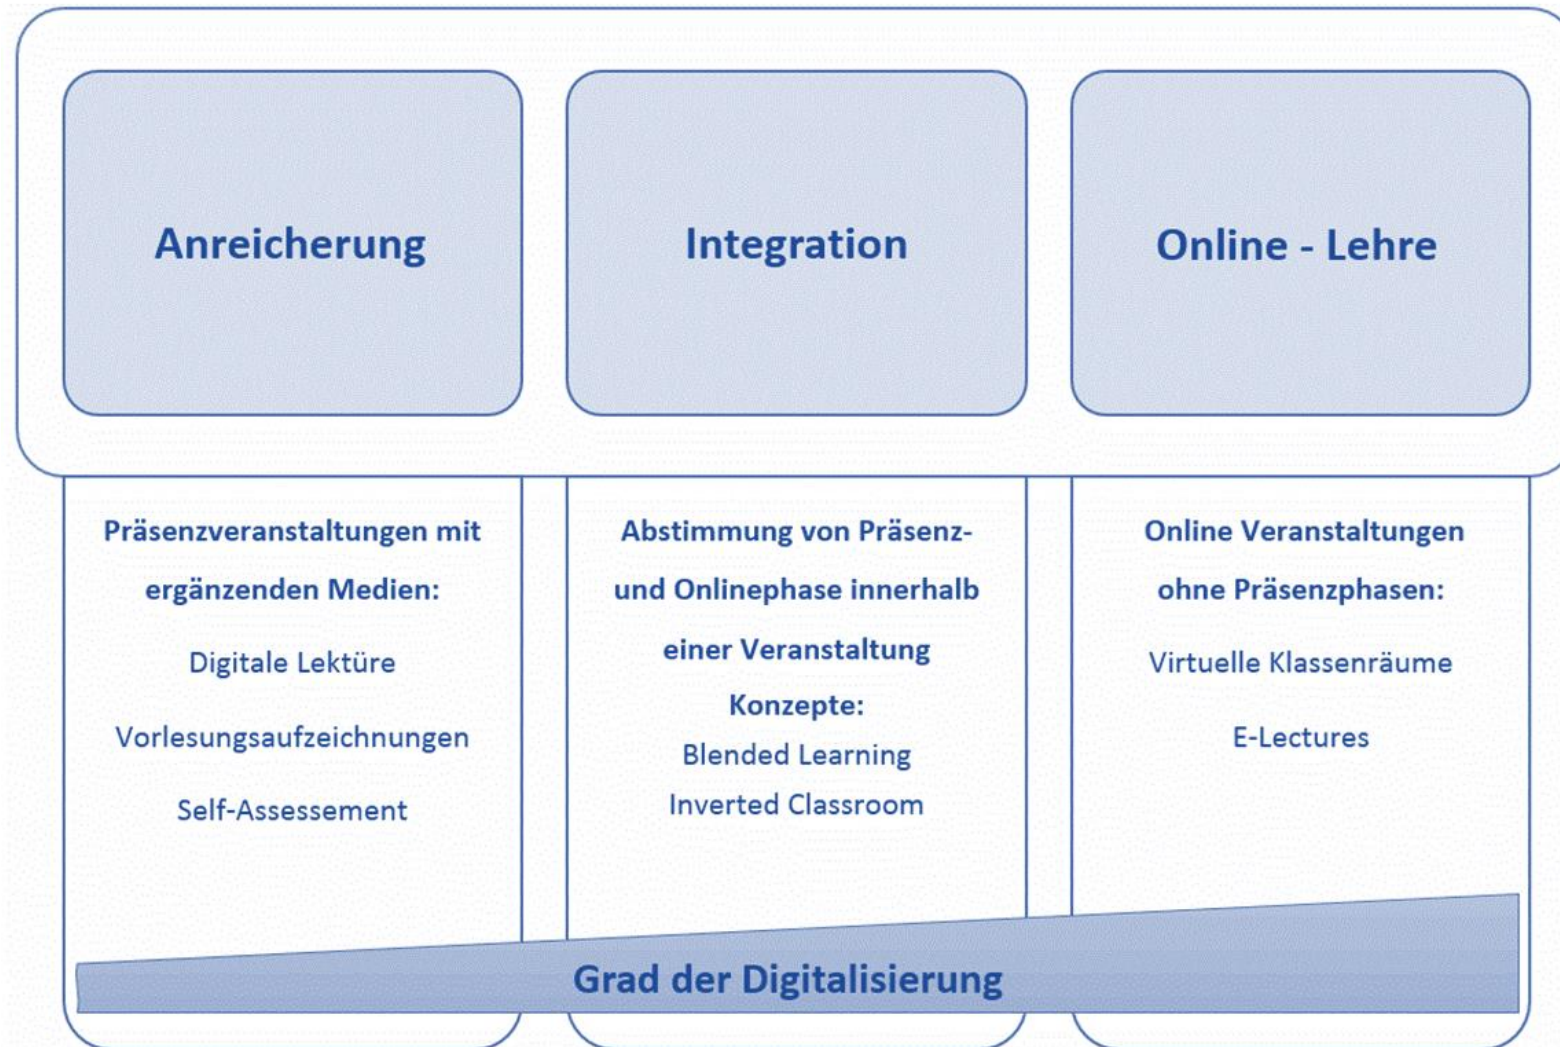 Anreicherung
Integration
Online - Lehre
Präsenzveranstaltungen mit
ergänzenden Medien:
Digitale Lektüre
Vorlesungsaufzeichnungen
Self-Assessement
Abstimmung von Präsenz-
und Onlinephase innerhalb
einer Veranstaltung
Konzepte:
Blended Learning
Inverted Classroom
Online Veranstaltungen
ohne Präsenzphasen:
Virtuelle Klassenräume
E-Lectures
Grad der Digitalisierung